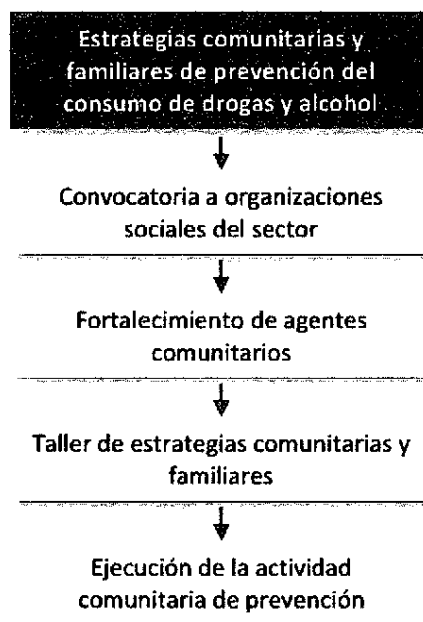 Estrategias comunitarias y
familiares de prevención del
consumo de drogas y alcohol
Convocatoria a organizaciones
sociales del sector
Fortalecimiento de agentes
comunitarios
Taller de estrategias comunitarias y
familiares
Ejecución de la actividad
comunitaria de prevención